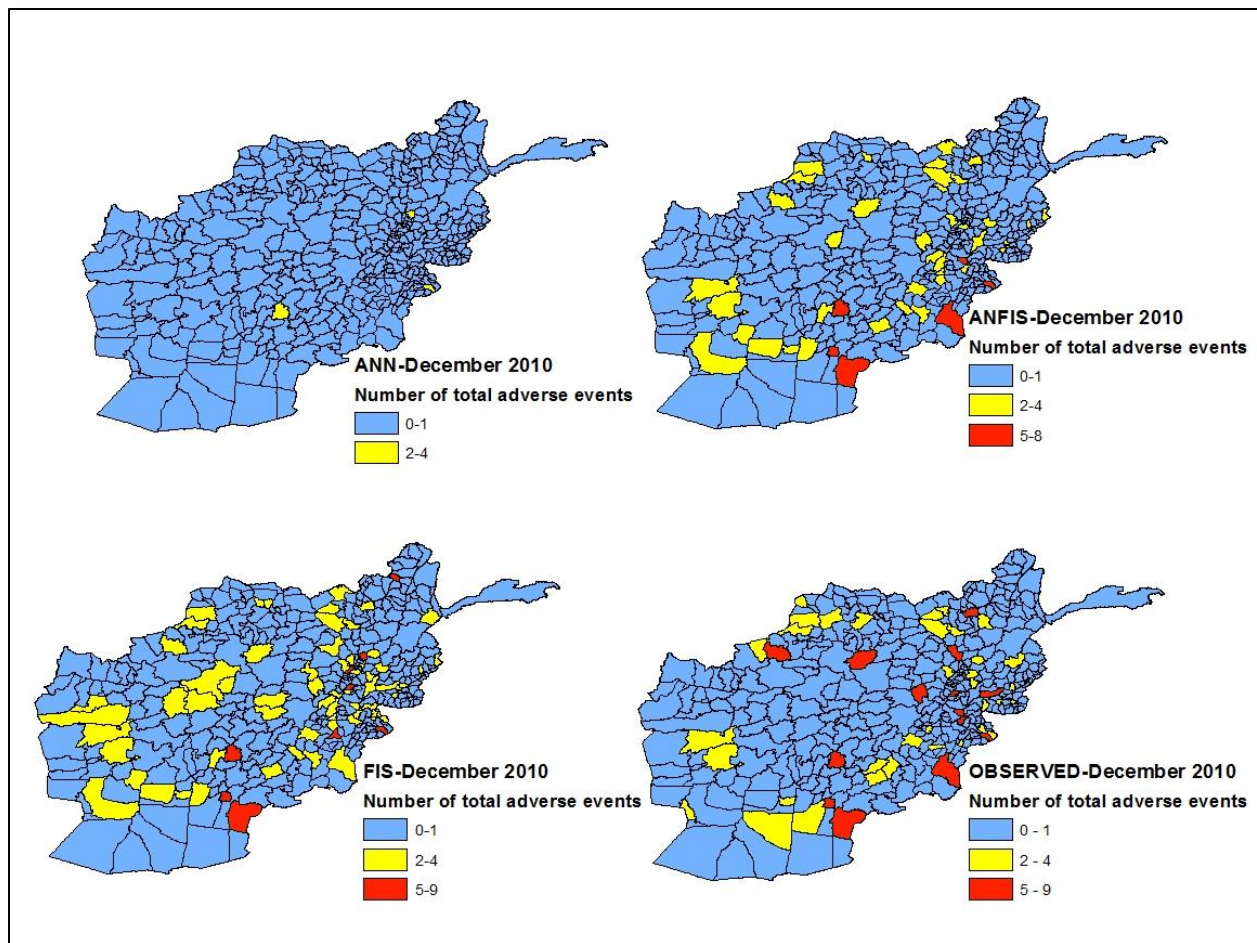 ANN-December 2010
Number of total adverse events
0-1
2-4
ANFIS-December 2010
Number of total adverse events
0-1
2-4
5-8
FIS-December 2010
Number of total adverse events
0-1
2-4
5-9
OBSERVED-December 2010
Number of total adverse events
0 - 1
2 - 4
5 - 9